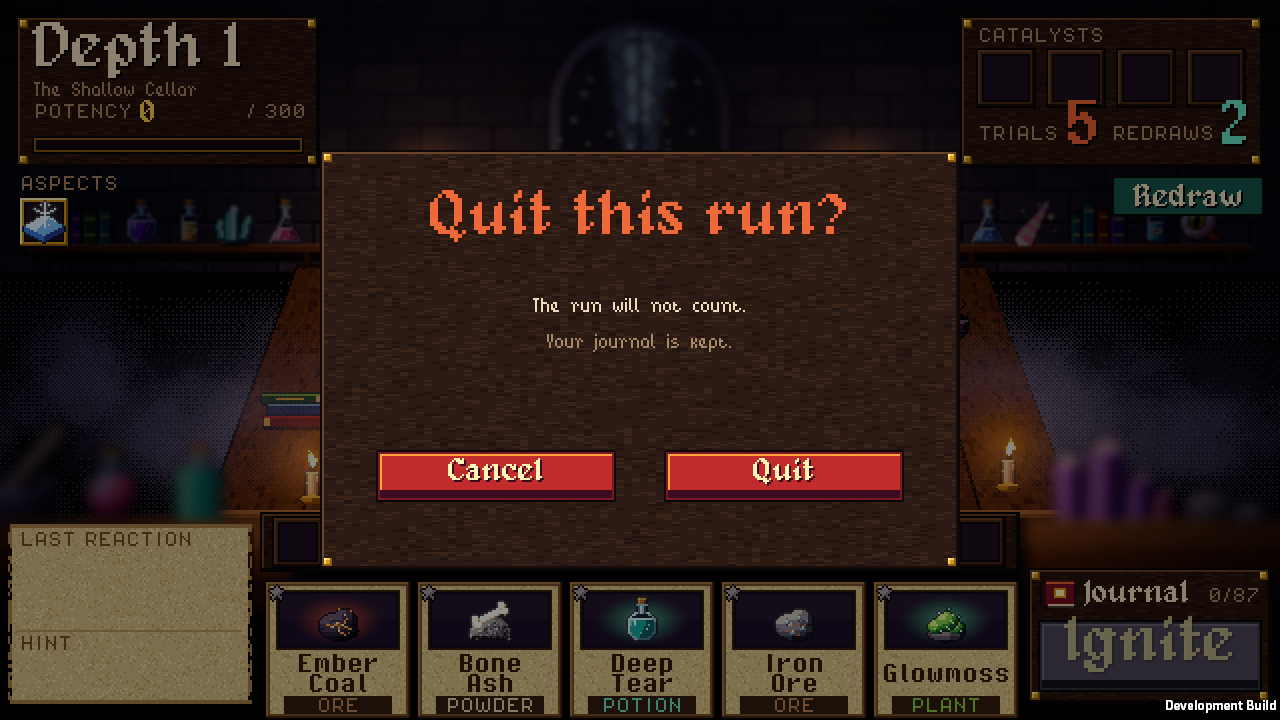 Depth 1
The Shallow Cellar
POTENCY 0 / 300
ASPECTS
CATALYSTS
TRIALS 5 REDRAWS 2
Redraw
Quit this run?
The run will not count.
Your journal is kept.
Cancel
Quit
LAST REACTION
HINT
Ember
Coal
ORE
Bone
Ash
POWDER
Deep
Tear
POTION
Iron
Ore
ORE
Glowmoss
PLANT
Journal 0/87
Ignite
Development Build